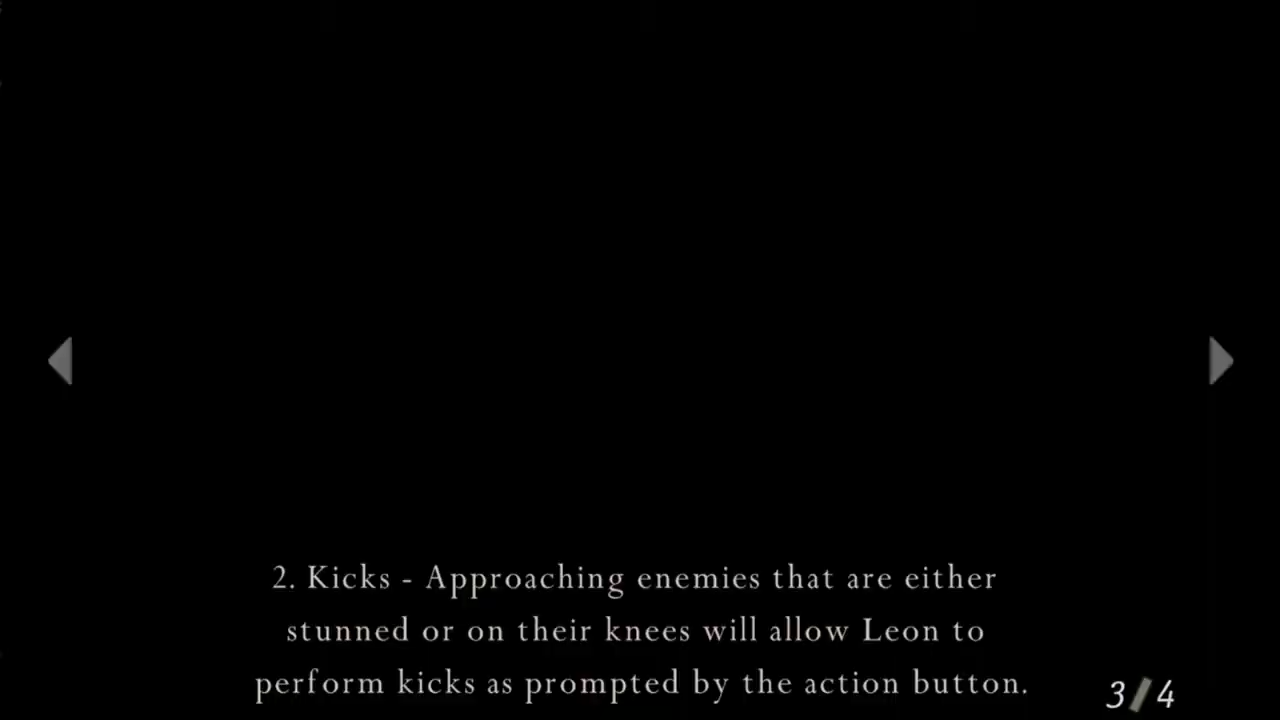 2. Kicks - Approaching enemies that are either
stunned or on their knees will allow Leon to
perform kicks as prompted by the action button.
3/4